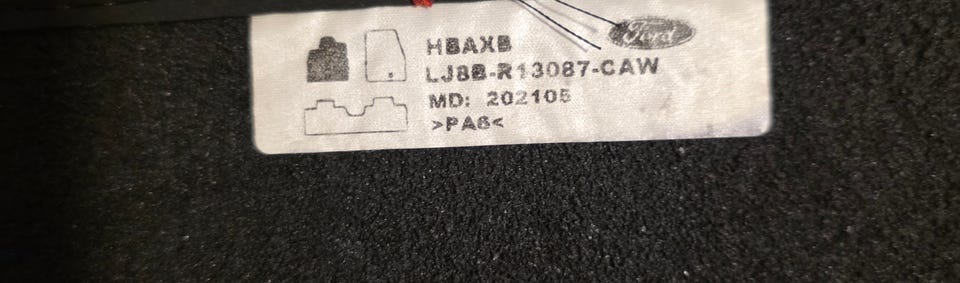 Ford
HBAXB
LJ8B-R13087-CAW
MD: 202105
>PA6<